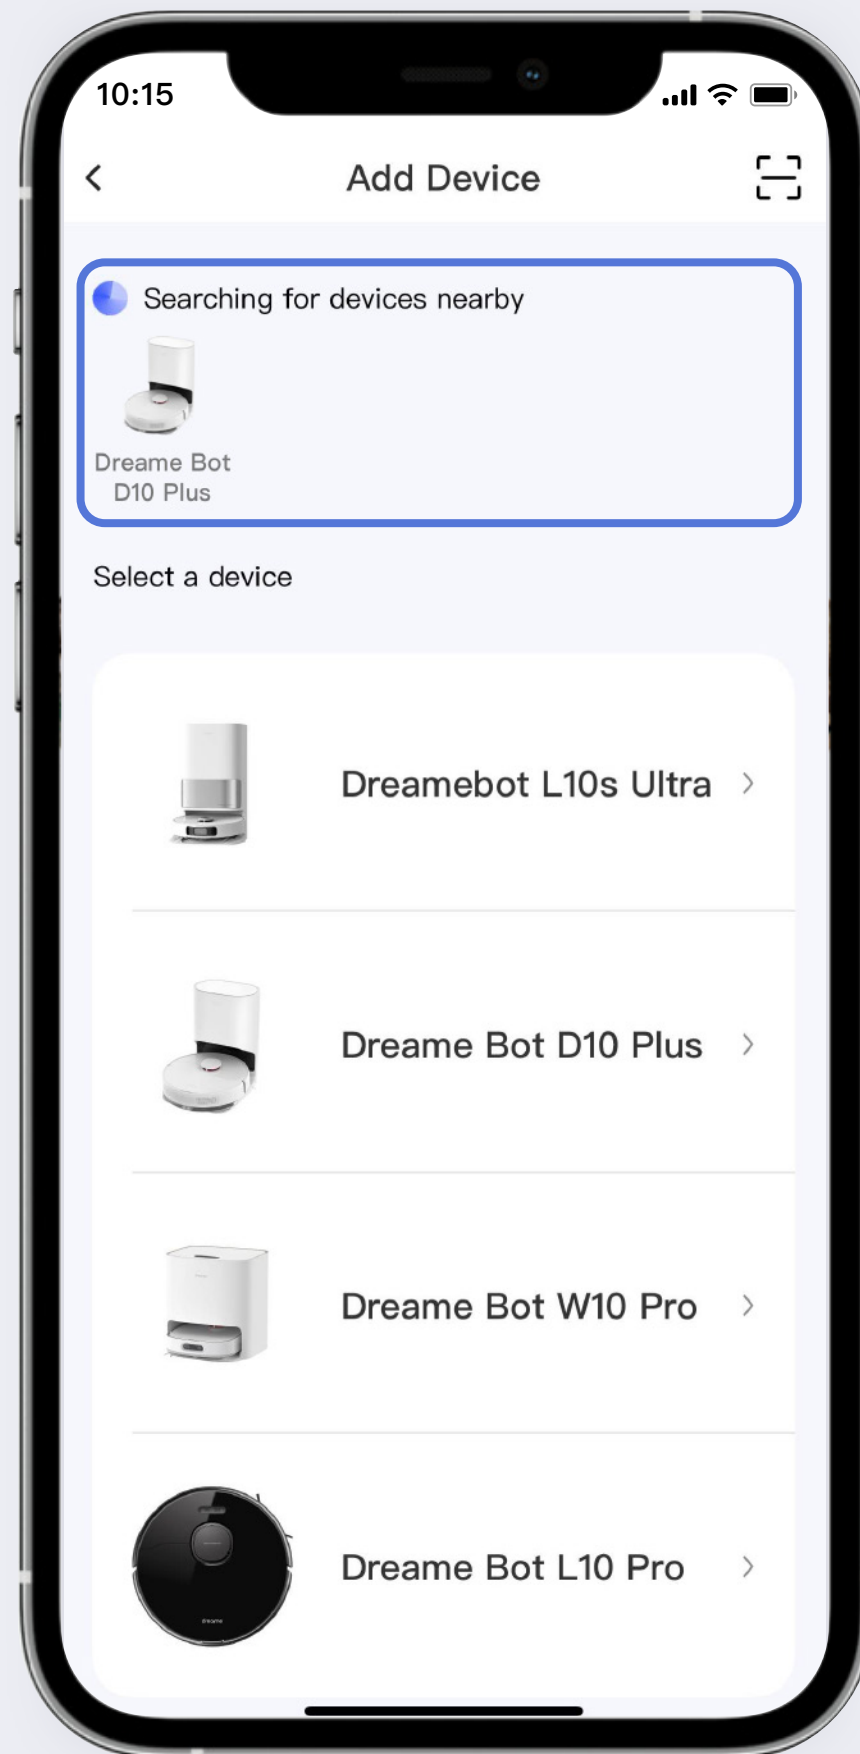 10:15
Add Device
Searching for devices nearby
Dreame Bot
D10 Plus
Select a device
Dreamebot L10s Ultra
Dreame Bot D10 Plus
Dreame Bot W10 Pro
dreame
Dreame Bot L10 Pro